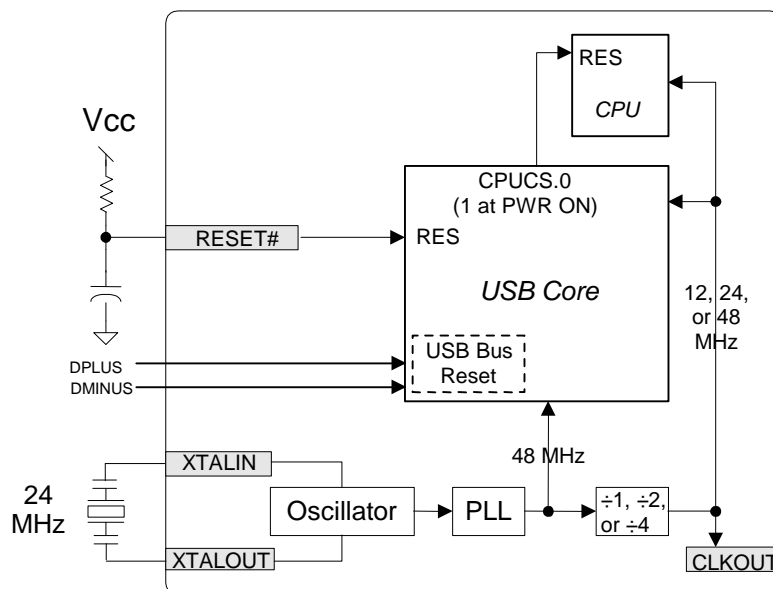 RES
CPU
Vcc
CPUCS.0
(1 at PWR ON)
RESET#
RES
USB Core
12, 24,
or 48
MHz
USB Bus
Reset
DPLUS
DMINUS
48 MHz
XTALIN
24
MHz
Oscillator
PLL
÷1, ÷2,
or ÷4
XTALOUT
CLKOUT